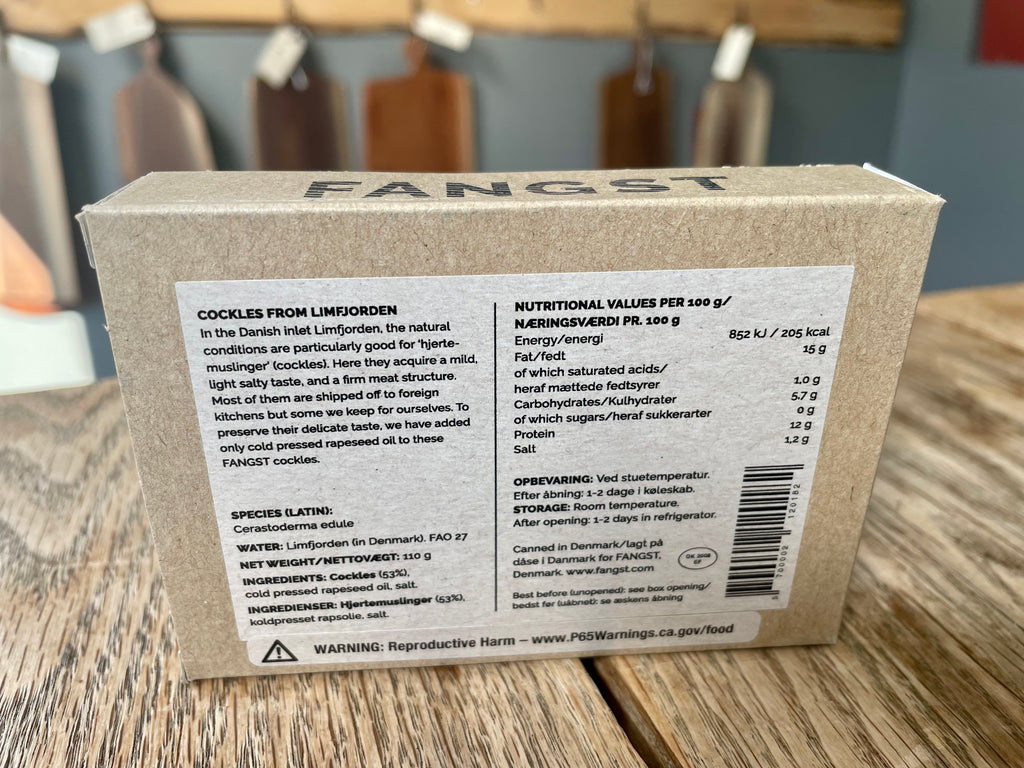 FANGST
COCKLES FROM LIMFJORDEN
In the Danish inlet Limfjorden, the natural
conditions are particularly good for 'hjerte-
muslinger' (cockles). Here they acquire a mild,
light salty taste, and a firm meat structure.
Most of them are shipped off to foreign
kitchens but some we keep for ourselves. To
preserve their delicate taste, we have added
only cold pressed rapeseed oil to these
FANGST cockles.
SPECIES (LATIN):
Cerastoderma edule
WATER: Limfjorden (in Denmark). FAO 27
NET WEIGHT/NETTOVÆGT: 110 g
INGREDIENTS: Cockles (53%),
cold pressed rapeseed oil, salt.
INGREDIENSER: Hjertemuslinger (53%),
koldpresset rapsolie, salt.
NUTRITIONAL VALUES PER 100 g/
NÆRINGSVÆRDI PR. 100 g
Energy/energi 852 kJ / 205 kcal
Fat/fedt 15 g
of which saturated acids/
heraf mættede fedtsyrer 1,0 g
Carbohydrates/Kulhydrater 5,7 g
of which sugars/heraf sukkerarter 0 g
Protein 12 g
Salt 1,2 g
OPBEVARING: Ved stuetemperatur.
Efter åbning: 1-2 dage i køleskab.
STORAGE: Room temperature.
After opening: 1-2 days in refrigerator.
Canned in Denmark/lagt på
dåse i Danmark for FANGST,
Denmark. www.fangst.com
DK 2008
EF
Best before (unopened): see box opening/
bedst før (uåbnet): se æskens åbning
5 700002 120182
WARNING: Reproductive Harm – www.P65Warnings.ca.gov/food